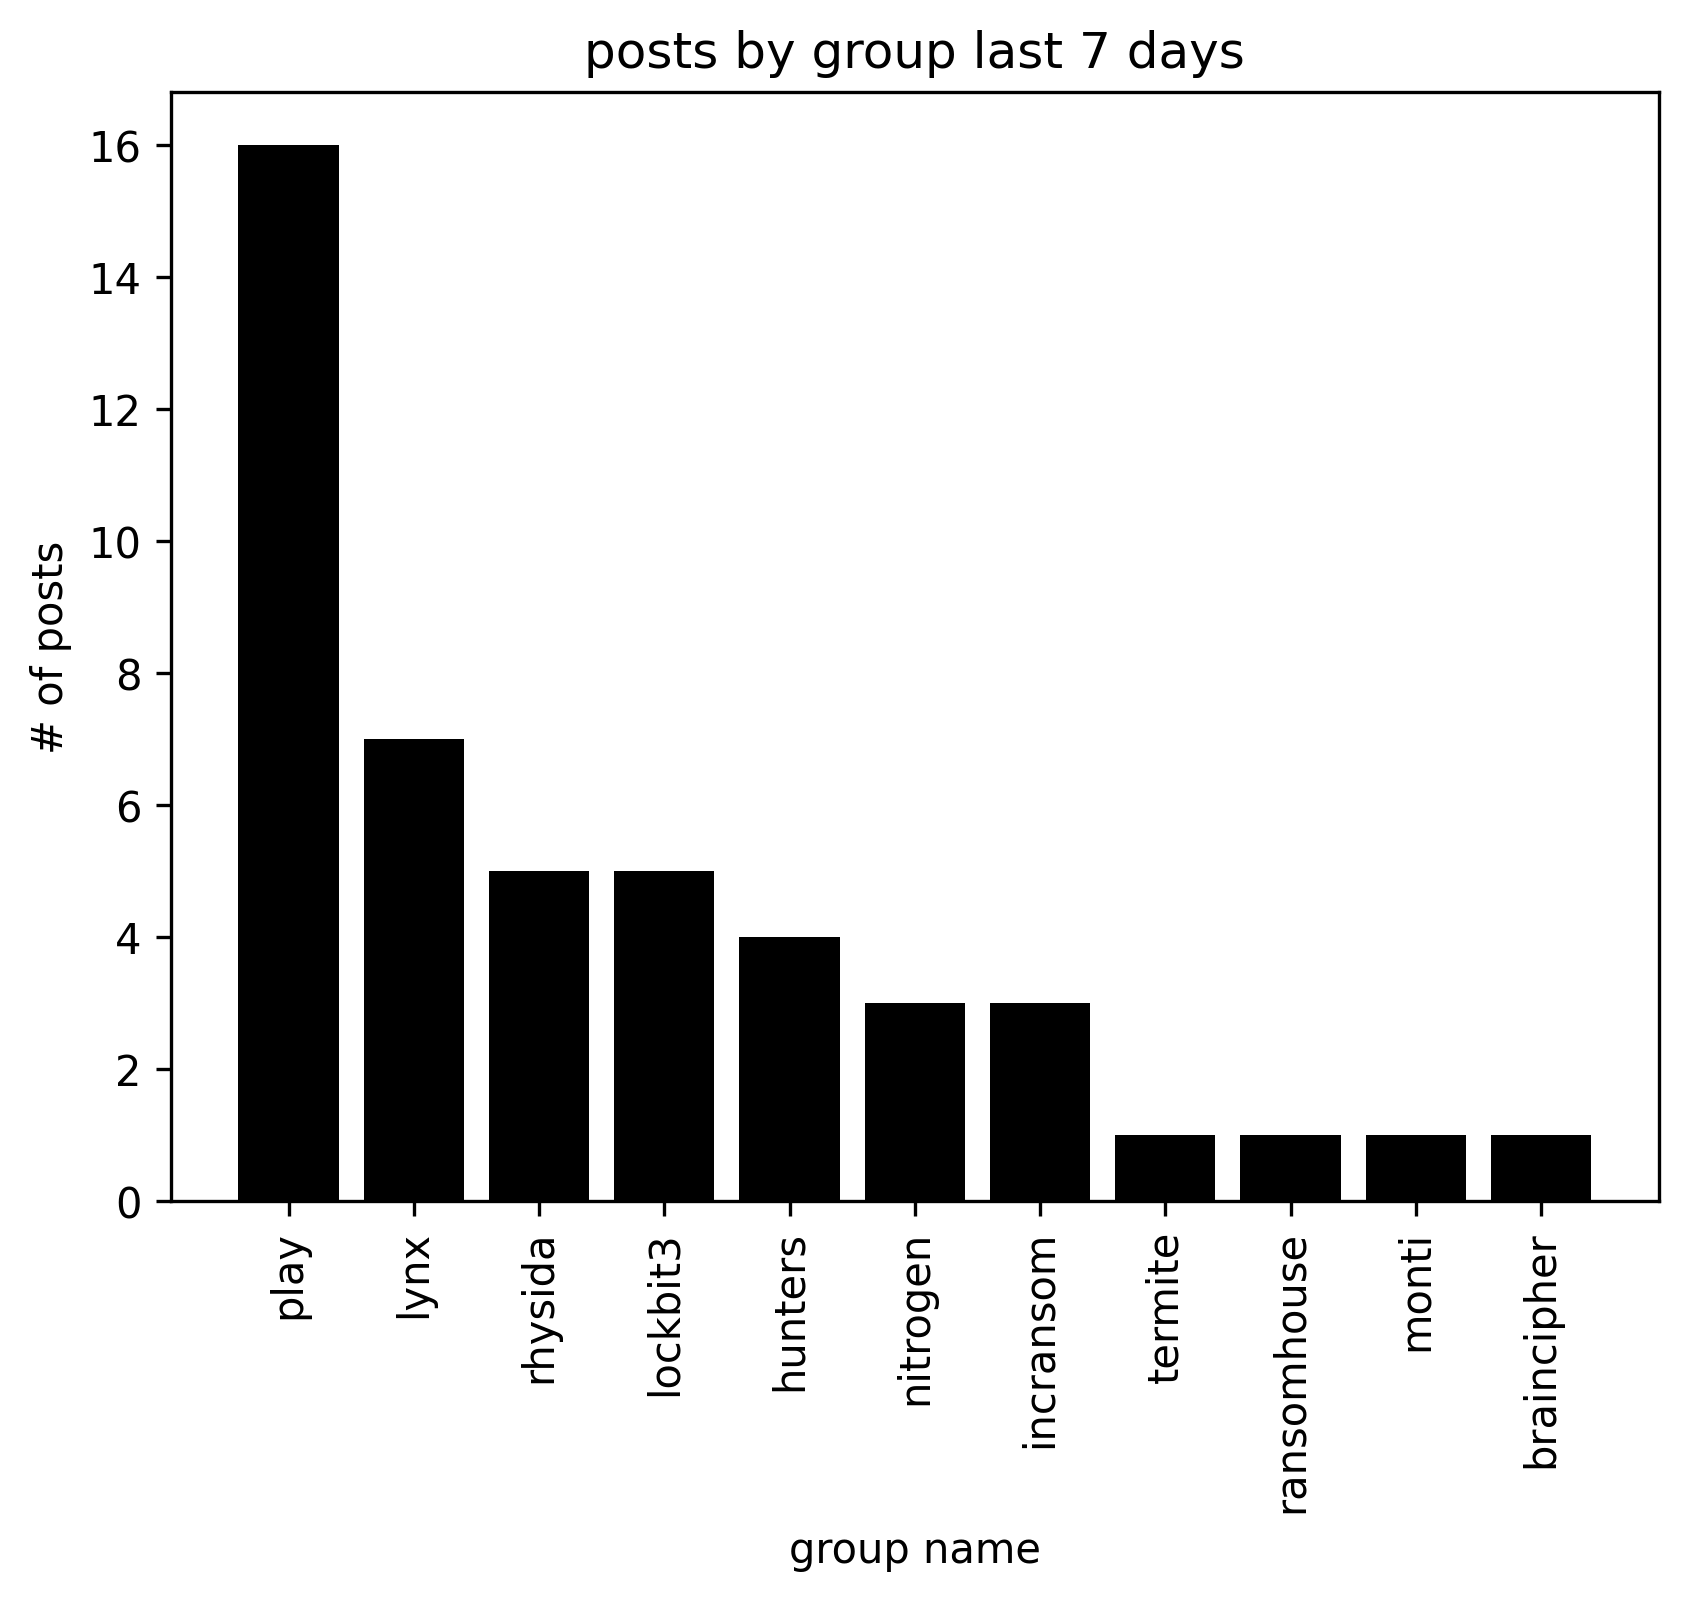 posts by group last 7 days
# of posts
16
14
12
10
8
6
4
2
0
play
lynx
rhysida
lockbit3
hunters
nitrogen
incransom
termite
ransomhouse
monti
braincipher
group name